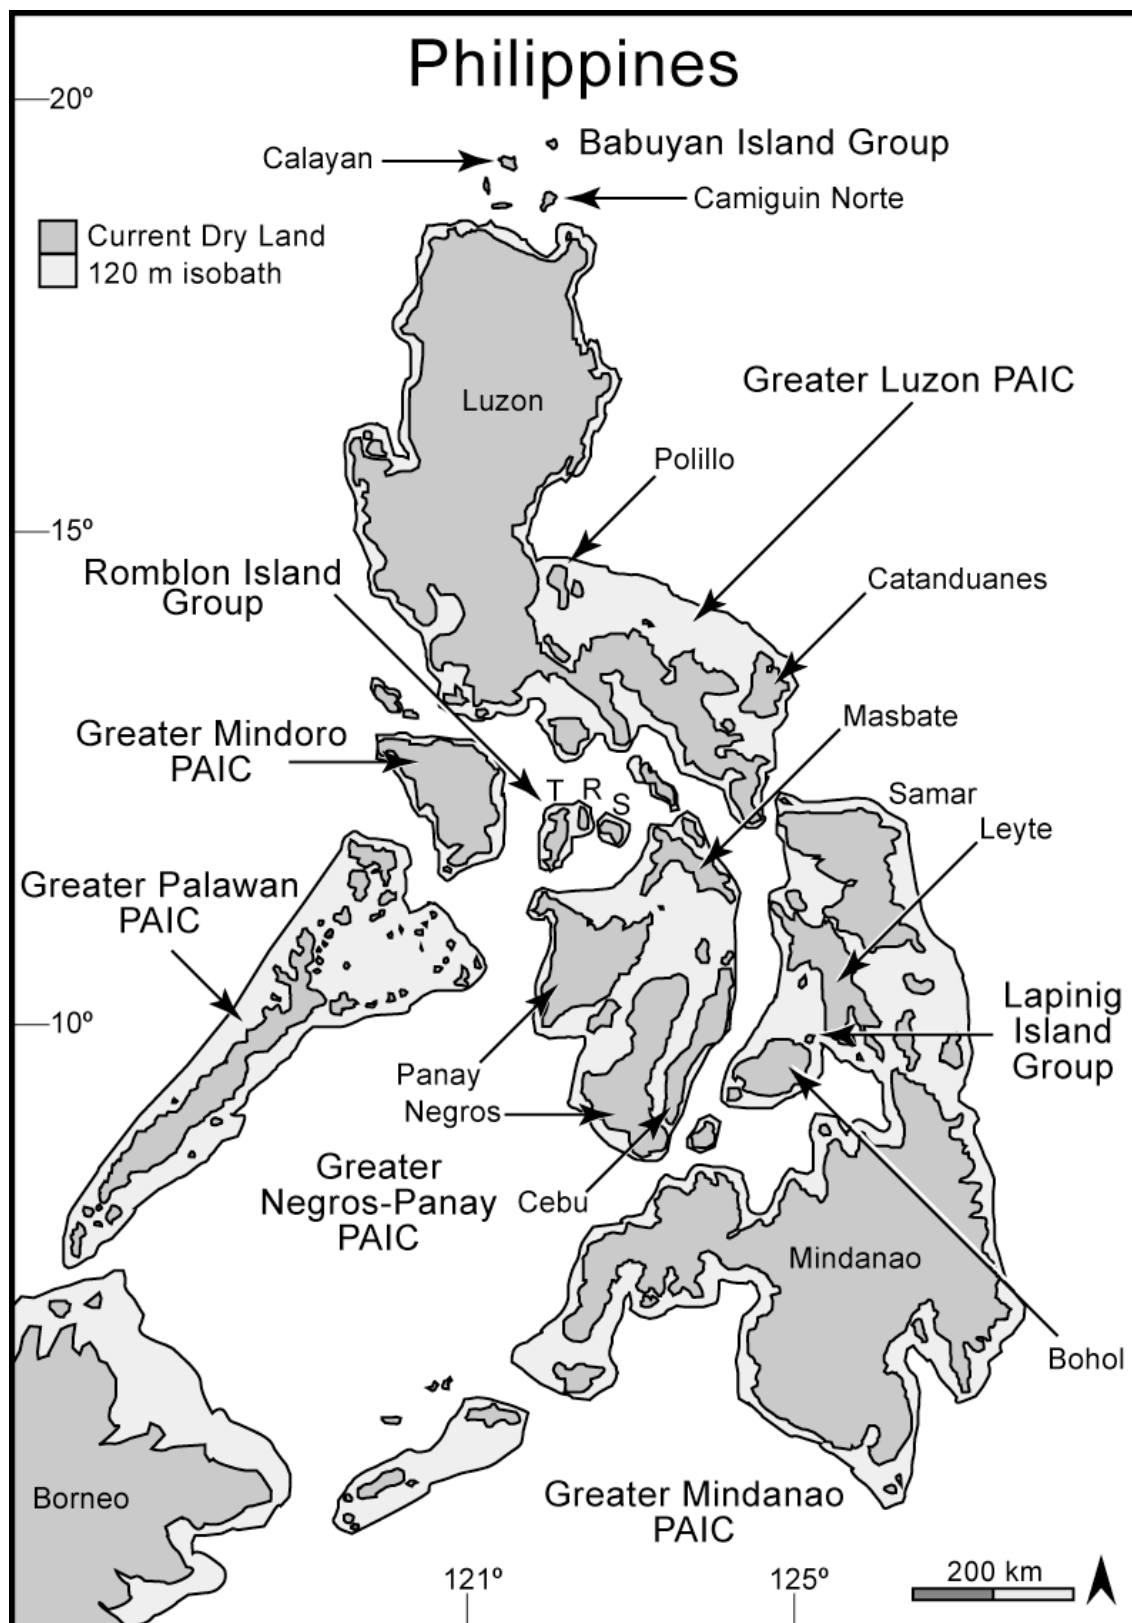 Philippines
20º
Babuyan Island Group
Calayan
Camiguin Norte
Current Dry Land
120 m isobath
Greater Luzon PAIC
Luzon
Polillo
15º
Romblon Island
Group
Catanduanes
Masbate
Greater Mindoro
PAIC
T R S
Samar
Leyte
Greater Palawan
PAIC
Lapinig
Island
Group
10º
Panay
Negros
Greater
Negros-Panay
PAIC
Cebu
Mindanao
Bohol
Borneo
Greater Mindanao
PAIC
200 km
121º
125º